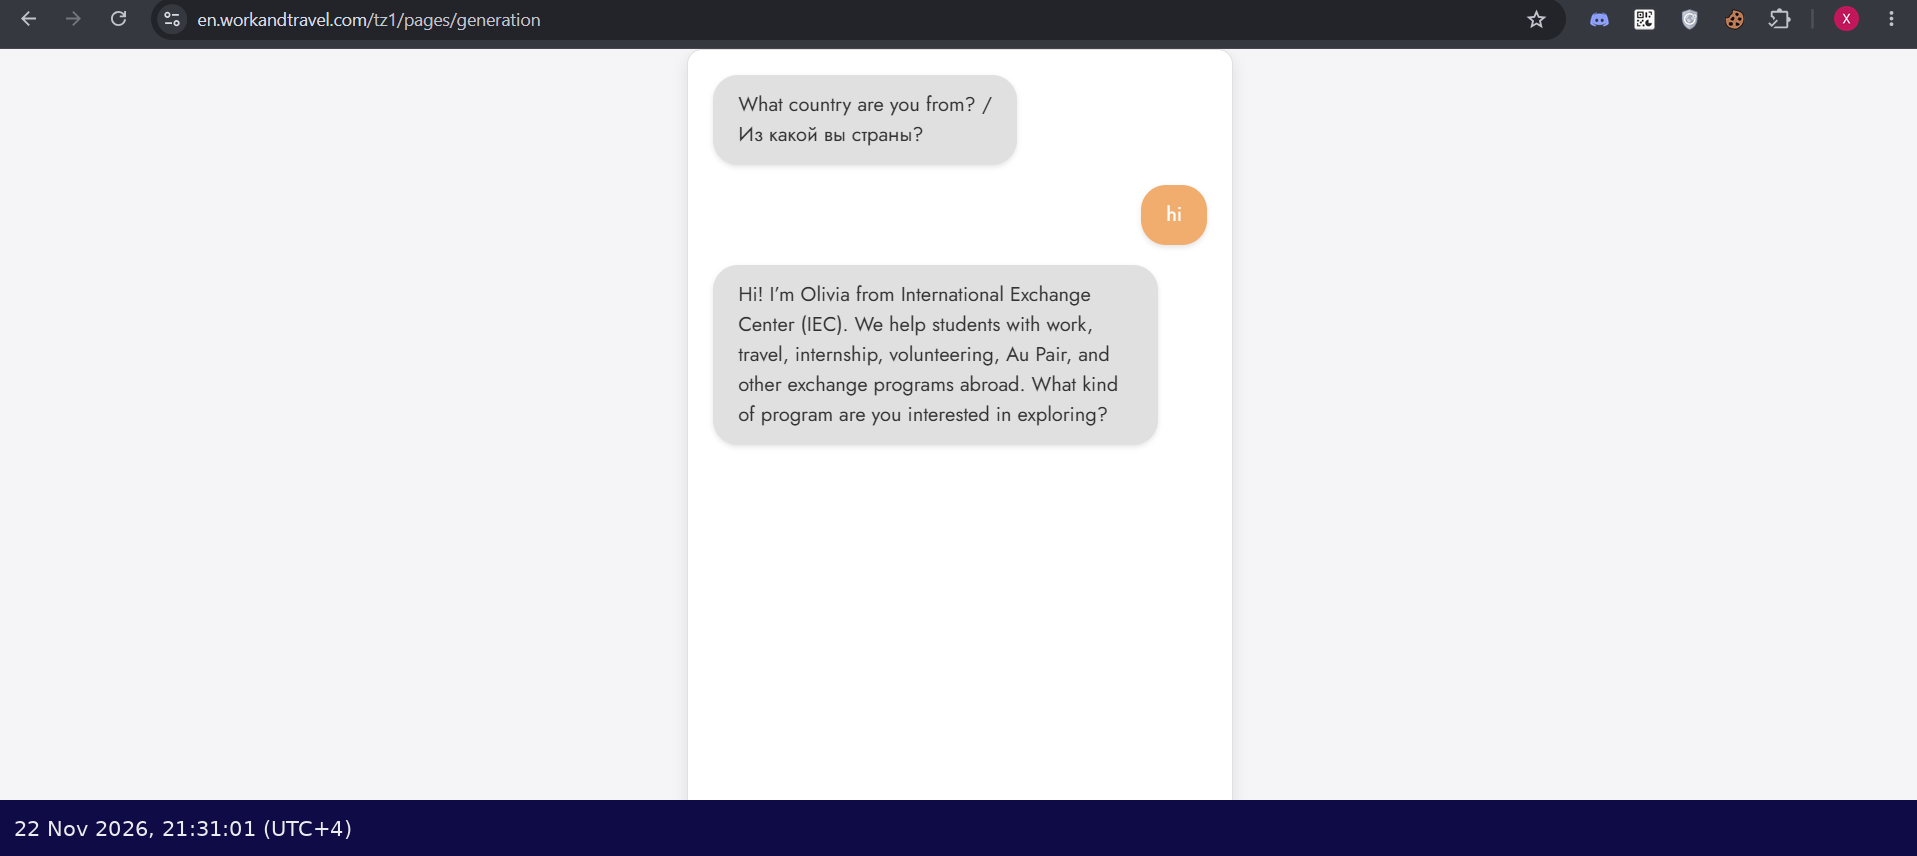 en.workandtravel.com/tz1/pages/generation
X
What country are you from? /
Из какой вы страны?
hi
Hi! I’m Olivia from International Exchange
Center (IEC). We help students with work,
travel, internship, volunteering, Au Pair, and
other exchange programs abroad. What kind
of program are you interested in exploring?
22 Nov 2026, 21:31:01 (UTC+4)